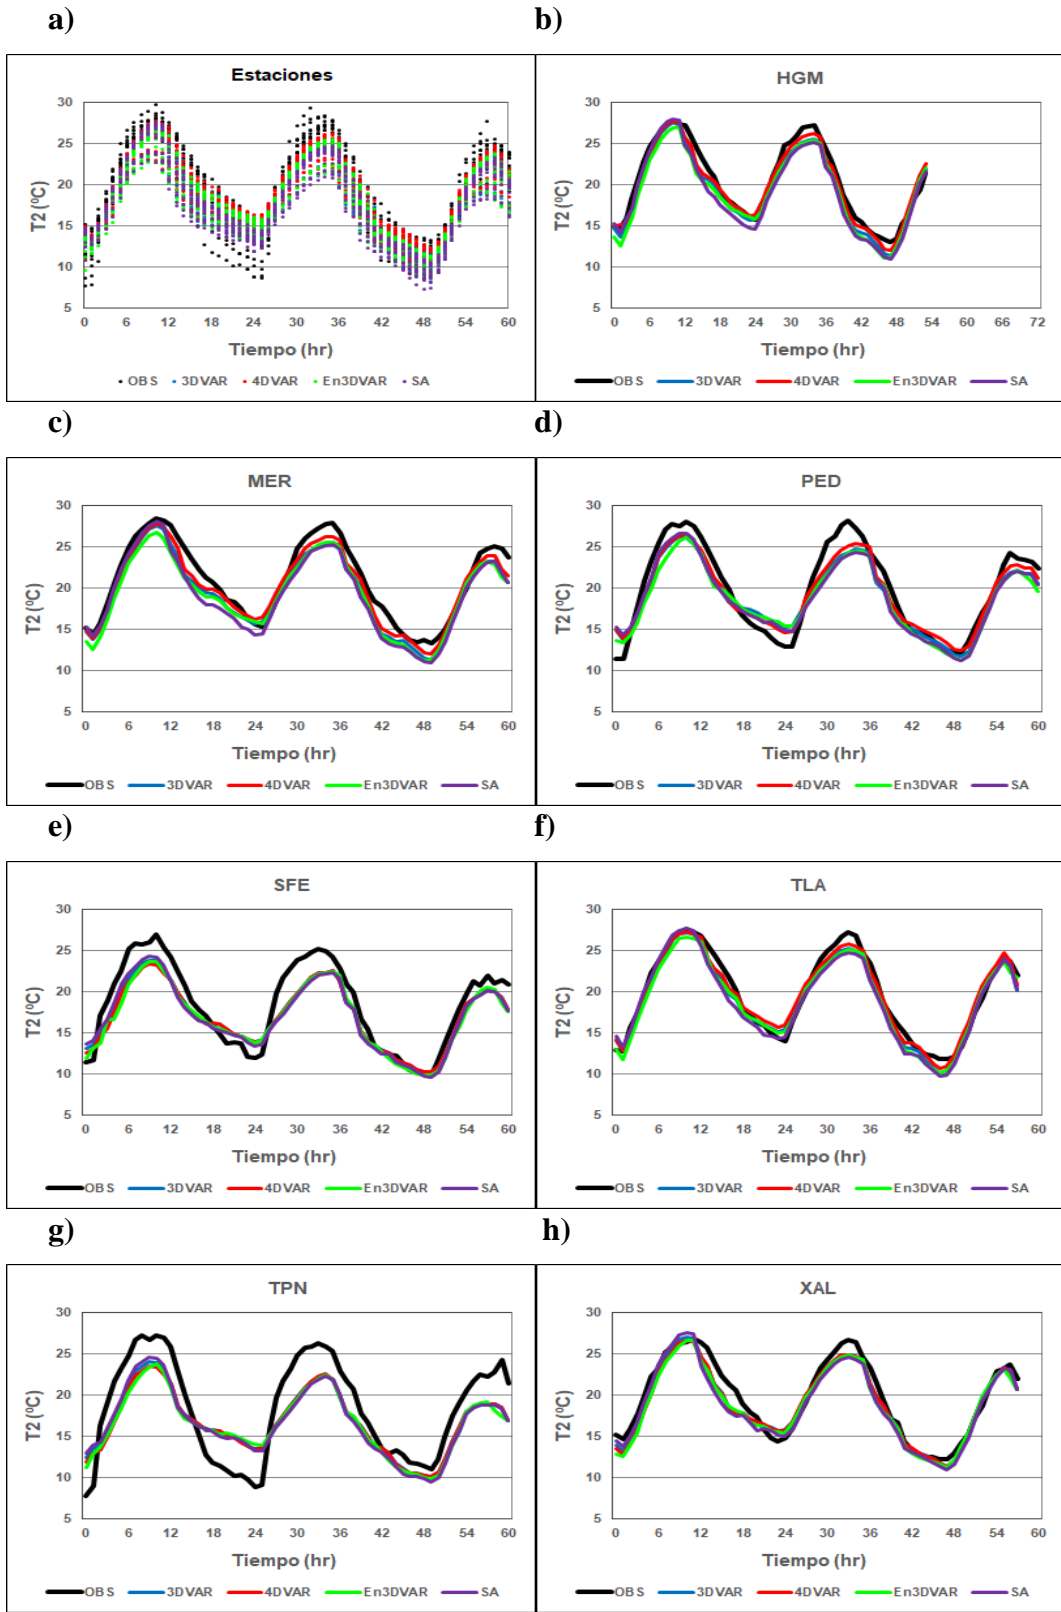 a)
b)
Estaciones
30
25
20
15
10
5
T2 (ºC)
0 6 12 18 24 30 36 42 48 54 60
Tiempo (hr)
OBS 3DVAR 4DVAR En3DVAR SA
HGM
30
25
20
15
10
5
T2 (ºC)
0 6 12 18 24 30 36 42 48 54 60 66 72
Tiempo (hr)
OBS 3DVAR 4DVAR En3DVAR SA
c)
d)
MER
30
25
20
15
10
5
T2 (ºC)
0 6 12 18 24 30 36 42 48 54 60
Tiempo (hr)
OBS 3DVAR 4DVAR En3DVAR SA
PED
30
25
20
15
10
5
T2 (ºC)
0 6 12 18 24 30 36 42 48 54 60
Tiempo (hr)
OBS 3DVAR 4DVAR En3DVAR SA
e)
f)
SFE
30
25
20
15
10
5
T2 (ºC)
0 6 12 18 24 30 36 42 48 54 60
Tiempo (hr)
OBS 3DVAR 4DVAR En3DVAR SA
TLA
30
25
20
15
10
5
T2 (ºC)
0 6 12 18 24 30 36 42 48 54 60
Tiempo (hr)
OBS 3DVAR 4DVAR En3DVAR SA
g)
h)
TPN
30
25
20
15
10
5
T2 (ºC)
0 6 12 18 24 30 36 42 48 54 60
Tiempo (hr)
OBS 3DVAR 4DVAR En3DVAR SA
XAL
30
25
20
15
10
5
T2 (ºC)
0 6 12 18 24 30 36 42 48 54 60
Tiempo (hr)
OBS 3DVAR 4DVAR En3DVAR SA